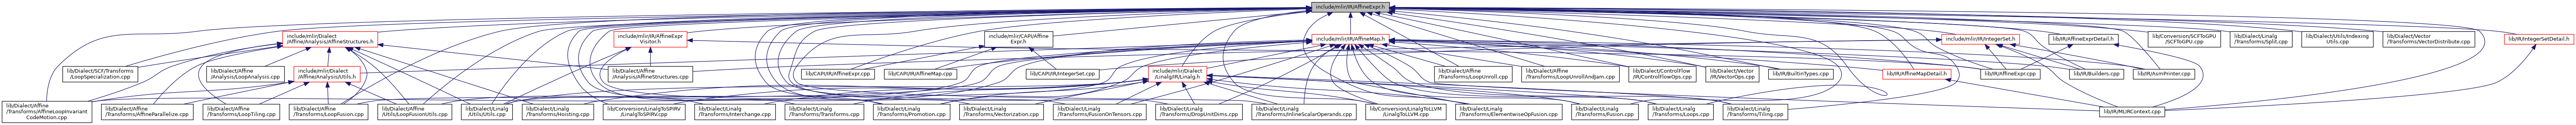 include/mlir/IR/AffineExpr.h
include/mlir/Dialect
/Affine/Analysis/AffineStructures.h
include/mlir/IR/AffineExpr
Visitor.h
include/mlir/CAPI/Affine
Expr.h
include/mlir/IR/AffineMap.h
include/mlir/IR/IntegerSet.h
lib/IR/AffineExprDetail.h
lib/Conversion/SCFToGPU
/SCFToGPU.cpp
lib/Dialect/Linalg
/Transforms/Split.cpp
lib/Dialect/Linalg/Utils/Indexing
Utils.cpp
lib/Dialect/Vector
/Transforms/VectorDistribute.cpp
lib/IR/IntegerSetDetail.h
lib/Dialect/SCF/Transforms
/LoopSpecialization.cpp
lib/Dialect/Affine
/Analysis/LoopAnalysis.cpp
include/mlir/Dialect
/Affine/Analysis/Utils.h
lib/Dialect/Affine
/Analysis/AffineStructures.cpp
lib/CAPI/IR/AffineExpr.cpp
lib/CAPI/IR/AffineMap.cpp
lib/CAPI/IR/IntegerSet.cpp
include/mlir/Dialect
/Linalg/IR/Linalg.h
lib/Dialect/Affine
/Transforms/LoopUnroll.cpp
lib/Dialect/Affine
/Transforms/LoopUnrollAndJam.cpp
lib/Dialect/ControlFlow
/IR/ControlFlowOps.cpp
lib/Dialect/Vector
/IR/VectorOps.cpp
lib/IR/BuiltinTypes.cpp
lib/IR/AffineMapDetail.h
lib/IR/AffineExpr.cpp
lib/IR/Builders.cpp
lib/IR/AsmPrinter.cpp
lib/Dialect/Affine
/Transforms/AffineLoopInvariant
CodeMotion.cpp
lib/Dialect/Affine
/Transforms/AffineParallelize.cpp
lib/Dialect/Affine
/Transforms/LoopTiling.cpp
lib/Dialect/Affine
/Transforms/LoopFusion.cpp
lib/Dialect/Affine
/Utils/LoopFusionUtils.cpp
lib/Dialect/Linalg
/Utils/Utils.cpp
lib/Dialect/Linalg
/Transforms/Hoisting.cpp
lib/Conversion/LinalgToSPIRV
/LinalgToSPIRV.cpp
lib/Dialect/Linalg
/Transforms/Interchange.cpp
lib/Dialect/Linalg
/Transforms/Transforms.cpp
lib/Dialect/Linalg
/Transforms/Promotion.cpp
lib/Dialect/Linalg
/Transforms/Vectorization.cpp
lib/Dialect/Linalg
/Transforms/FusionOnTensors.cpp
lib/Dialect/Linalg
/Transforms/DropUnitDims.cpp
lib/Dialect/Linalg
/Transforms/InlineScalarOperands.cpp
lib/Conversion/LinalgToLLVM
/LinalgToLLVM.cpp
lib/Dialect/Linalg
/Transforms/ElementwiseOpFusion.cpp
lib/Dialect/Linalg
/Transforms/Fusion.cpp
lib/Dialect/Linalg
/Transforms/Loops.cpp
lib/Dialect/Linalg
/Transforms/Tiling.cpp
lib/IR/MLIRContext.cpp